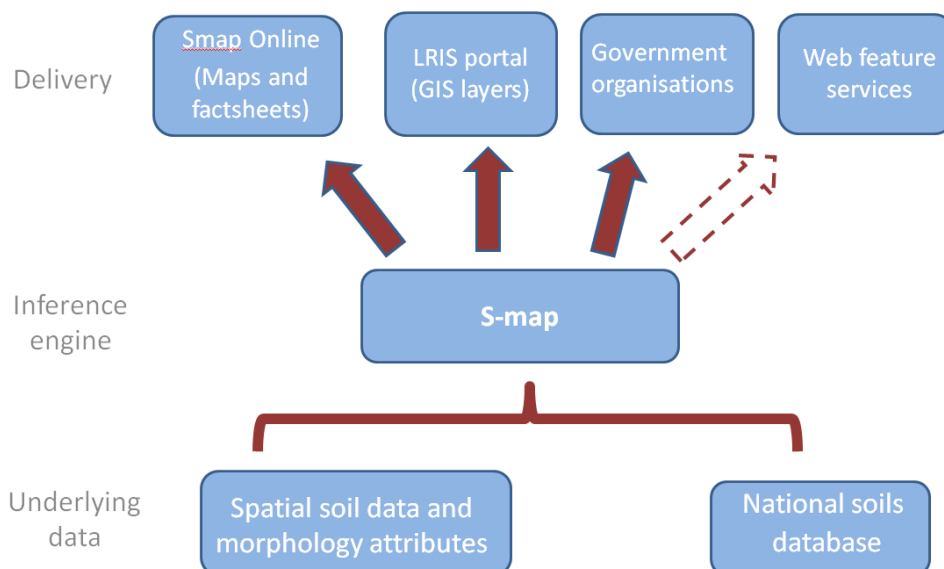 Delivery
Smap Online
(Maps and
factsheets)
LRIS portal
(GIS layers)
Government
organisations
Web feature
services
Inference
engine
S-map
Underlying
data
Spatial soil data and
morphology attributes
National soils
database